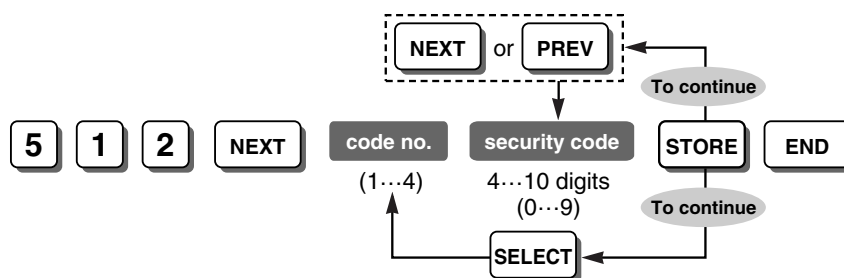 NEXT or PREV
To continue
5 1 2 NEXT code no. security code STORE END
(1···4) 4···10 digits
(0···9)
To continue
SELECT